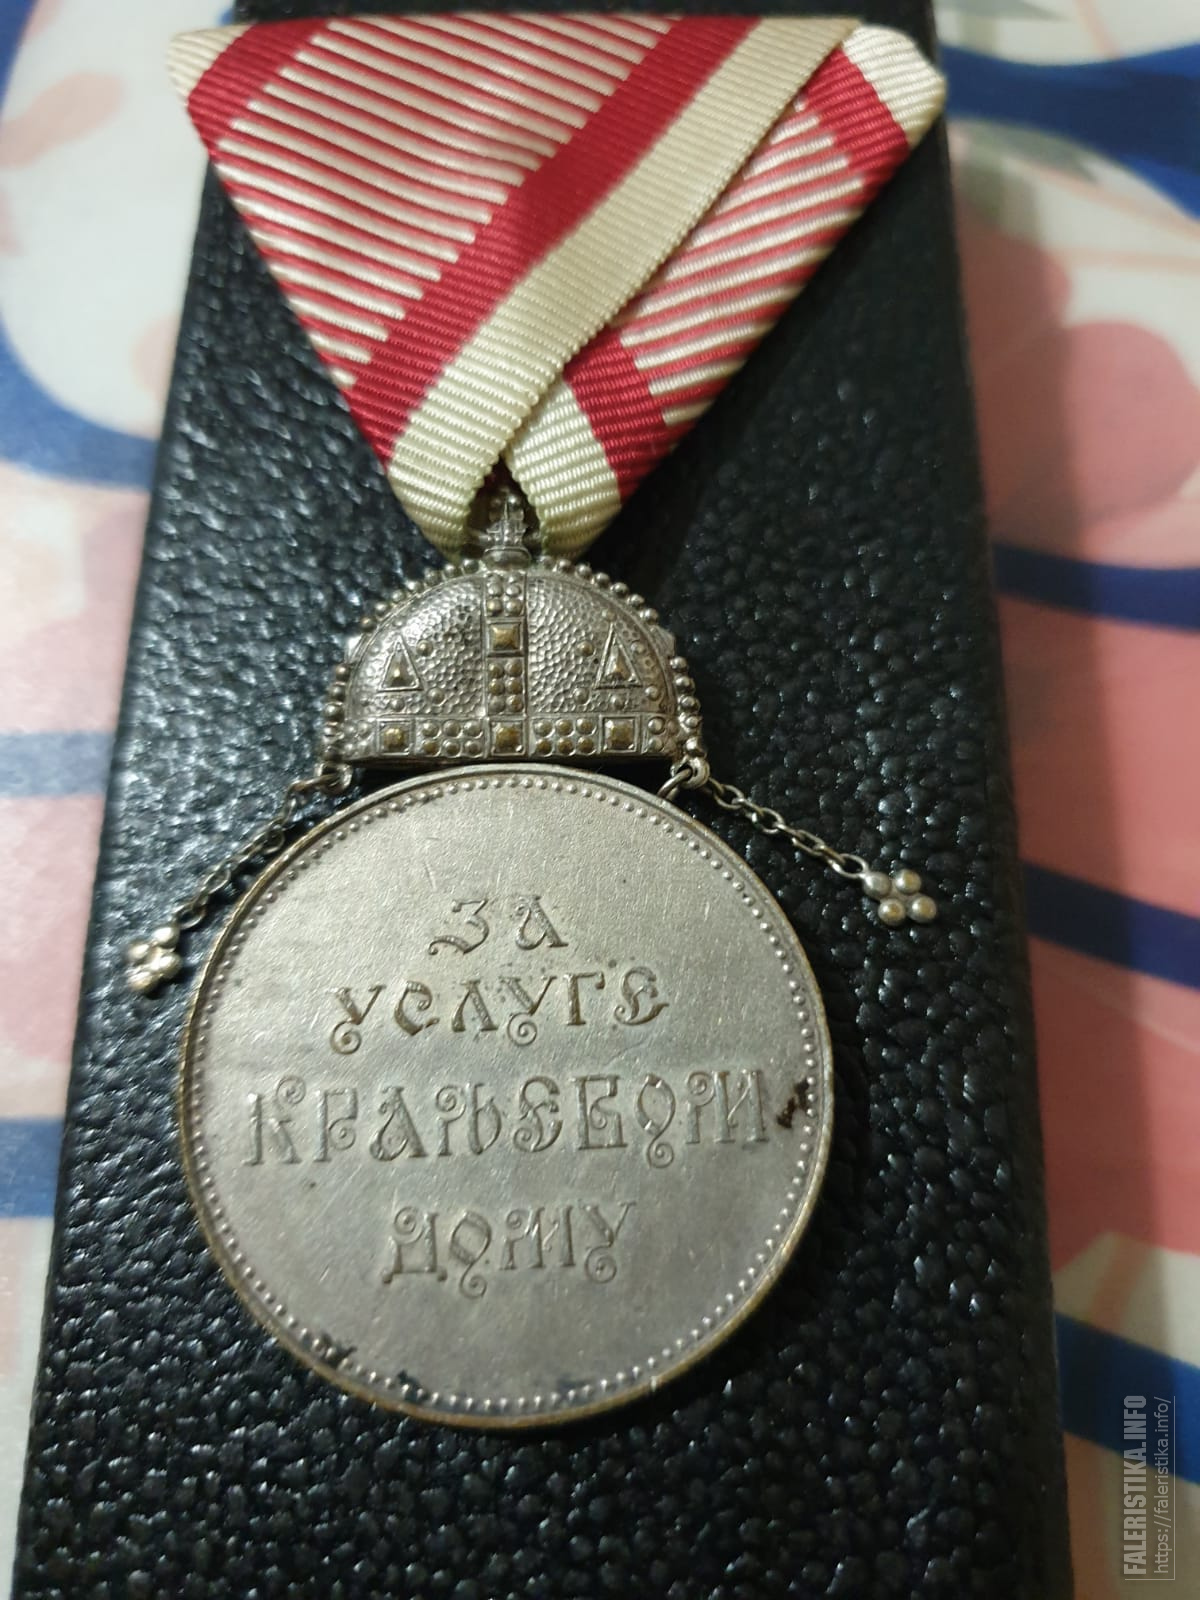 ЗА
УСЛУГЕ
КРАЉЕВОМ
ДОМУ
FALERISTIKA.INFO
https://faleristika.info/